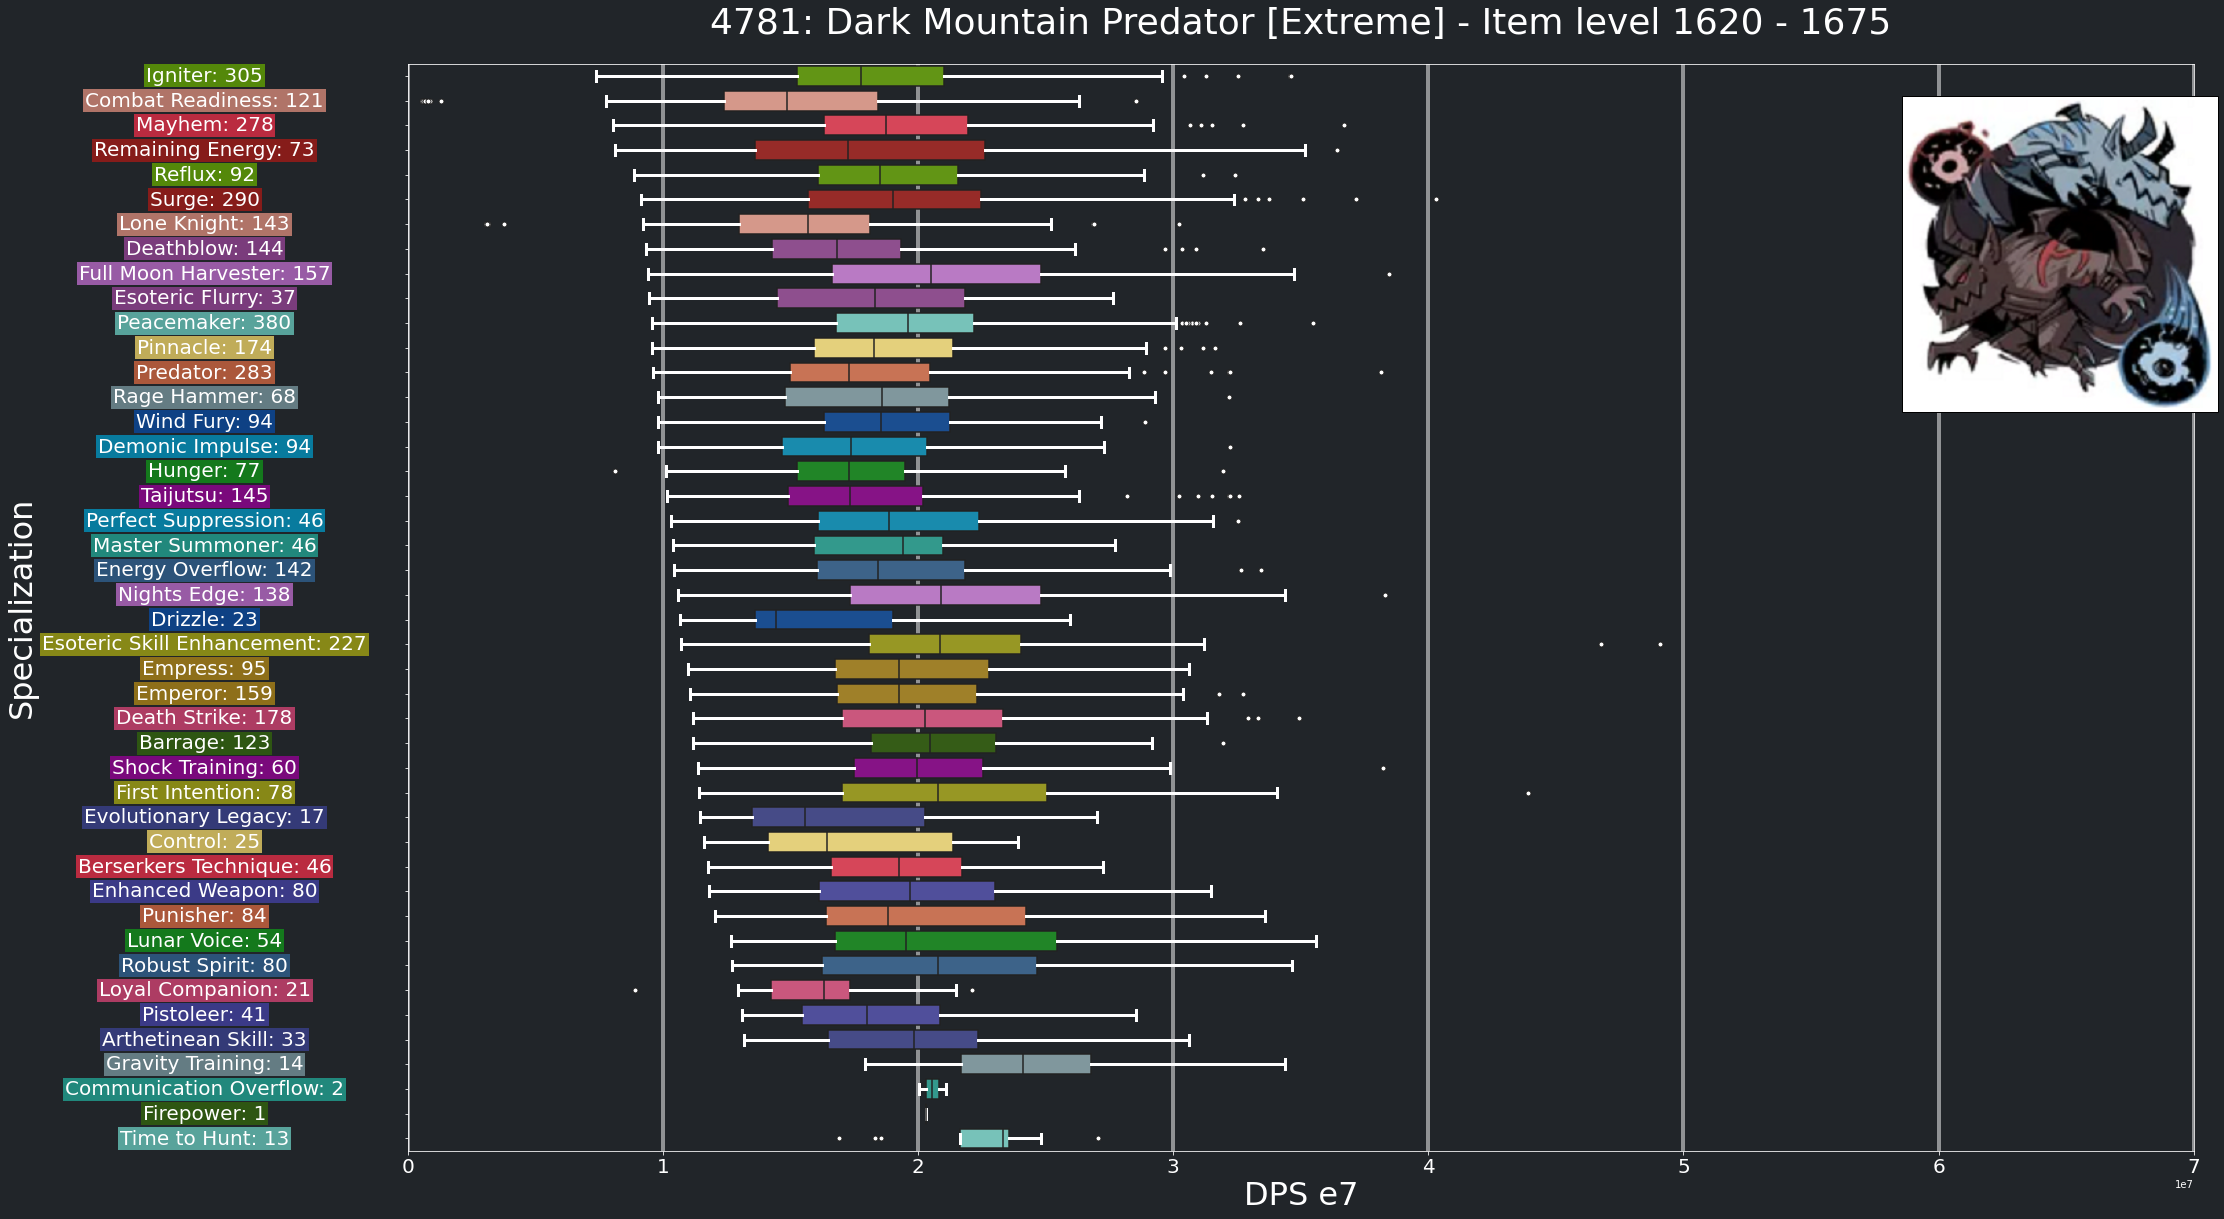 4781: Dark Mountain Predator [Extreme] - Item level 1620 - 1675
Specialization
Igniter: 305
Combat Readiness: 121
Mayhem: 278
Remaining Energy: 73
Reflux: 92
Surge: 290
Lone Knight: 143
Deathblow: 144
Full Moon Harvester: 157
Esoteric Flurry: 37
Peacemaker: 380
Pinnacle: 174
Predator: 283
Rage Hammer: 68
Wind Fury: 94
Demonic Impulse: 94
Hunger: 77
Taijutsu: 145
Perfect Suppression: 46
Master Summoner: 46
Energy Overflow: 142
Nights Edge: 138
Drizzle: 23
Esoteric Skill Enhancement: 227
Empress: 95
Emperor: 159
Death Strike: 178
Barrage: 123
Shock Training: 60
First Intention: 78
Evolutionary Legacy: 17
Control: 25
Berserkers Technique: 46
Enhanced Weapon: 80
Punisher: 84
Lunar Voice: 54
Robust Spirit: 80
Loyal Companion: 21
Pistoleer: 41
Arthetinean Skill: 33
Gravity Training: 14
Communication Overflow: 2
Firepower: 1
Time to Hunt: 13
0 1 2 3 4 5 6 7
1e7
DPS e7